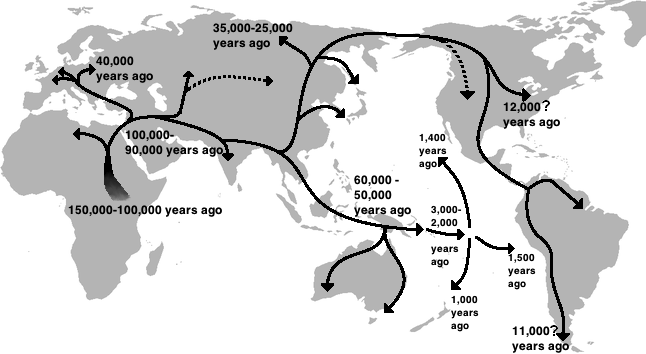 35,000-25,000
years ago
40,000
years ago
12,000?
years ago
100,000-
90,000 years ago
1,400
years
ago
60,000 -
50,000
years ago
150,000-100,000 years ago
3,000-
2,000
years
ago
1,500
years
ago
1,000
years
ago
11,000?
years ago